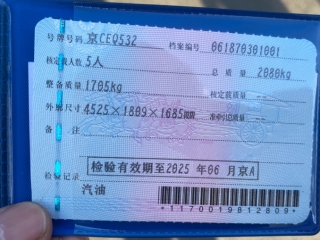 号牌号码 京CEQ532 档案编号 061870301001
核定载人数 5人 总质量 2080kg
整备质量 1705kg 核定载质量 --
外廓尺寸 4525×1809×1685mm 准牵引总质量 --
备注
检验有效期至2025年06月京A
检验记录
汽油
*1170019812809*